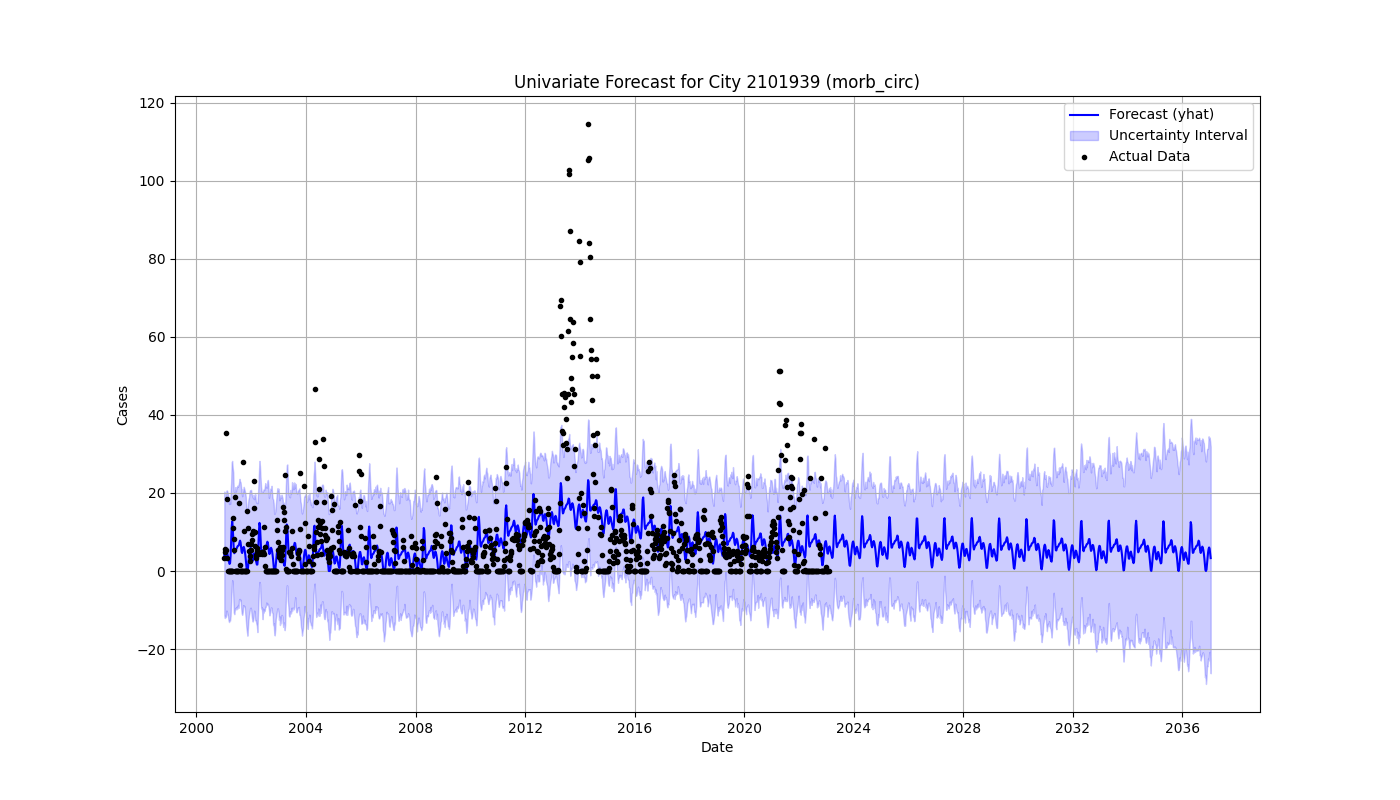 Univariate Forecast for City 2101939 (morb_circ)
Forecast (yhat)
Uncertainty Interval
Actual Data
Cases
120
100
80
60
40
20
0
−20
2000 2004 2008 2012 2016 2020 2024 2028 2032 2036
Date